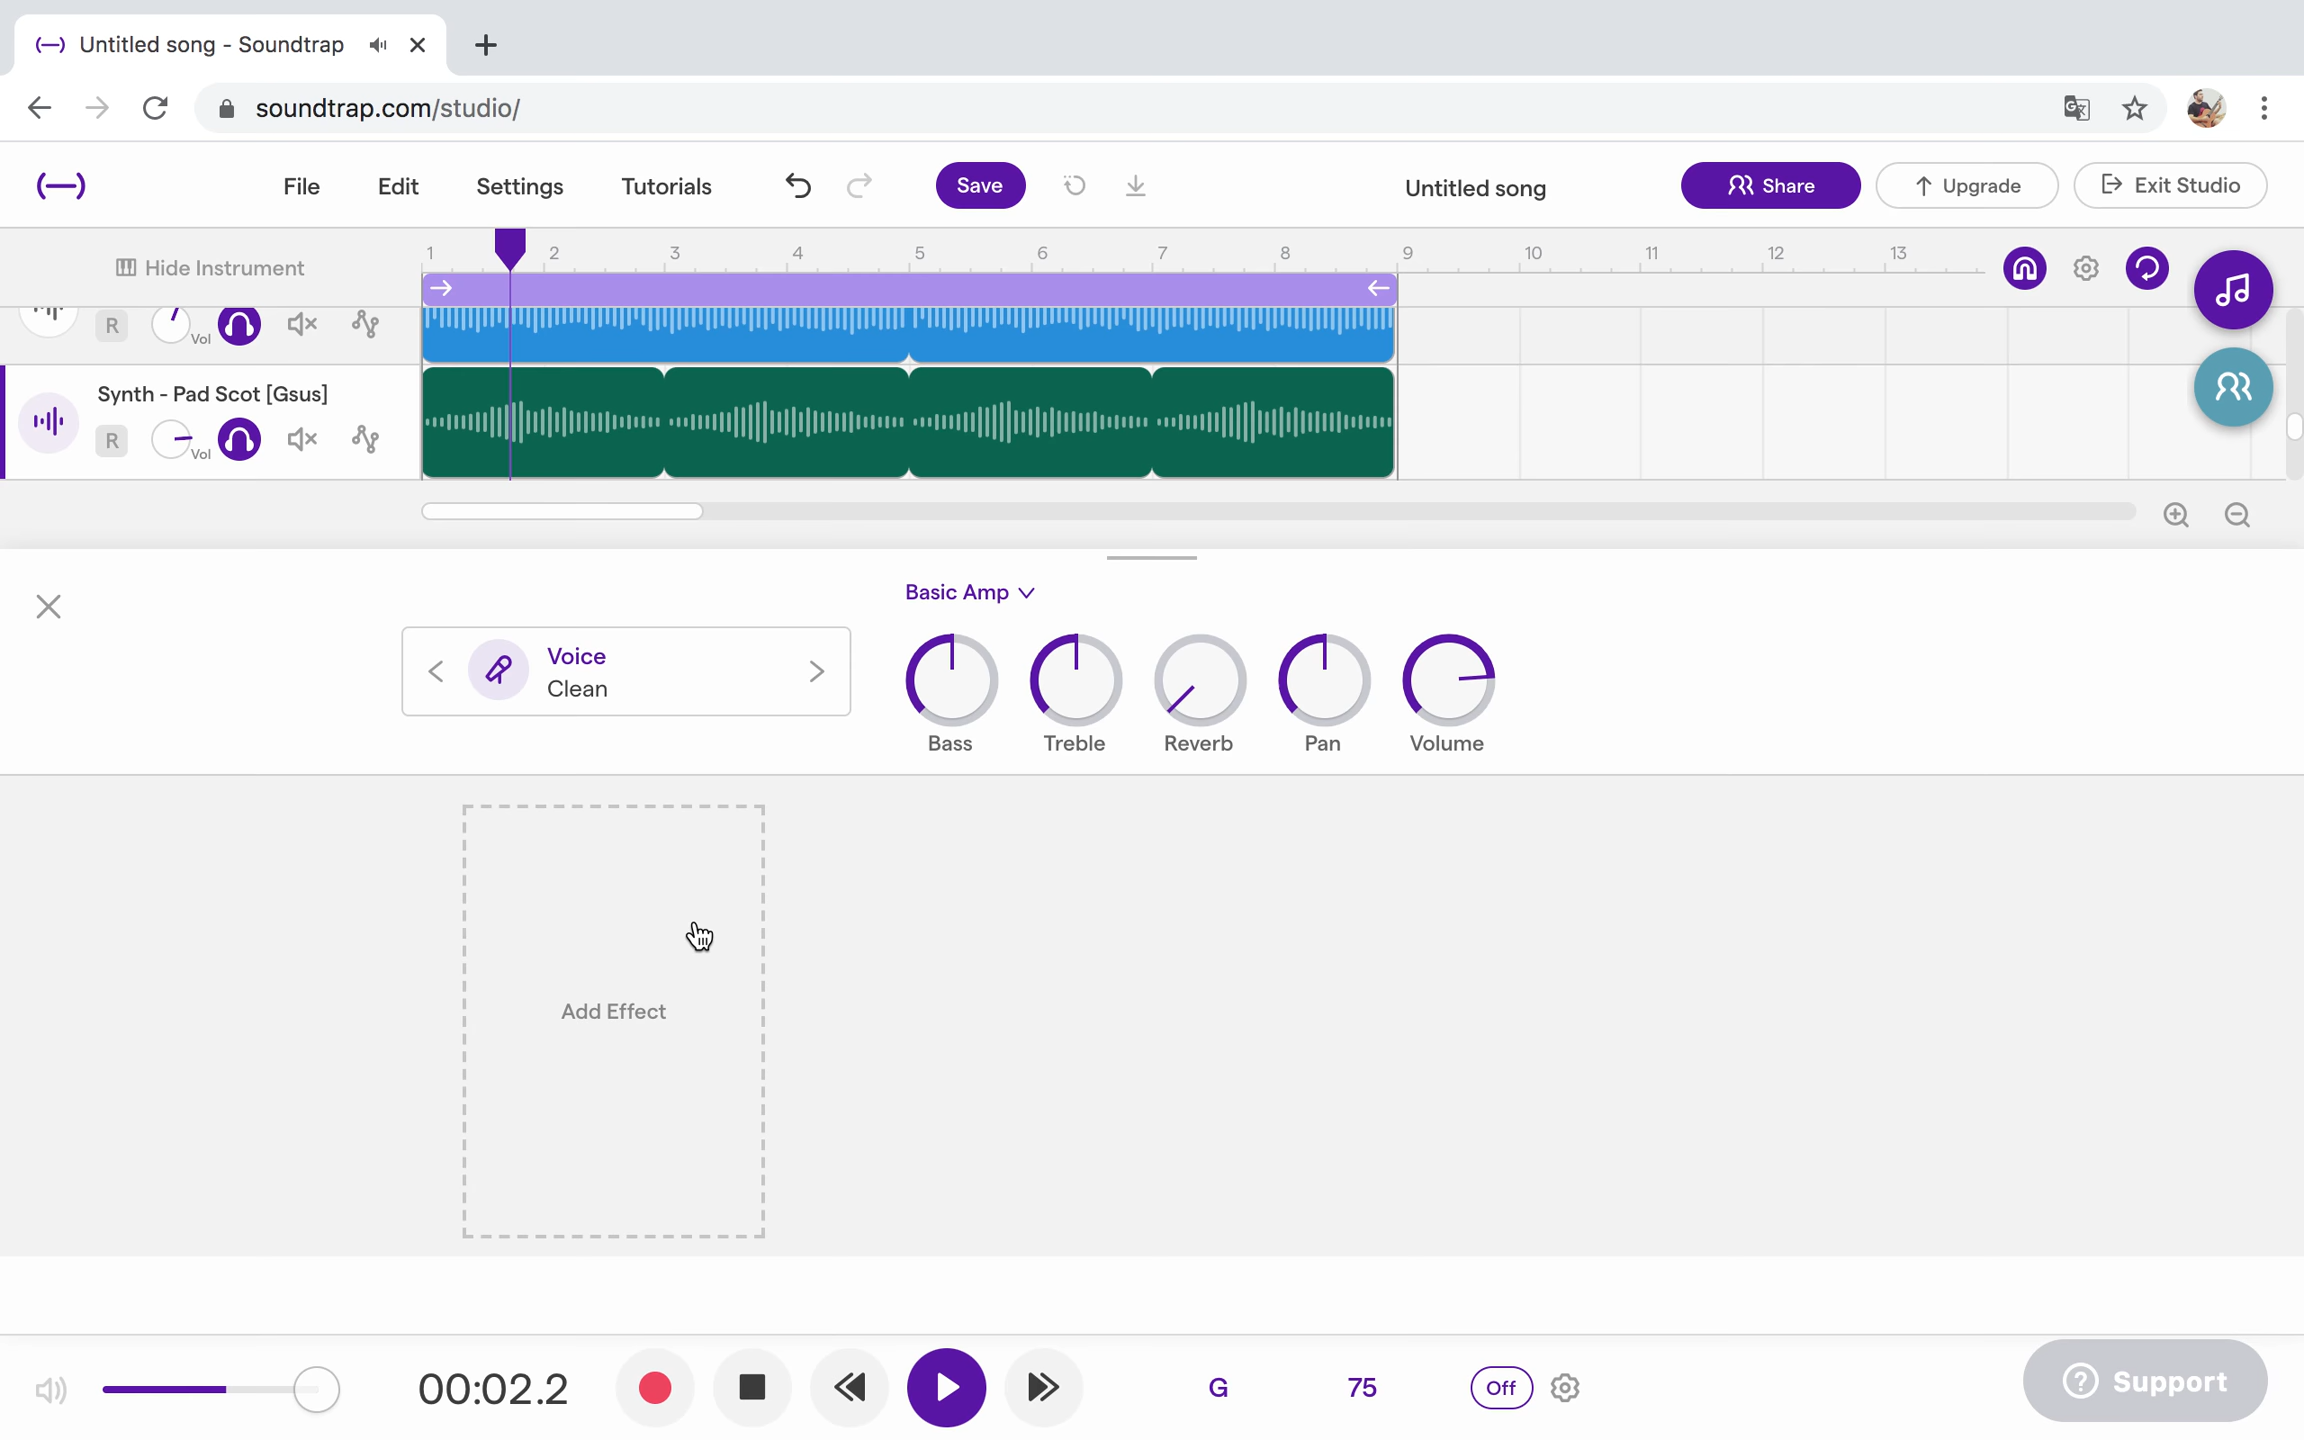 Untitled song - Soundtrap
soundtrap.com/studio/
File Edit Settings Tutorials Save Untitled song Share Upgrade Exit Studio
Hide Instrument
1 2 3 4 5 6 7 8 9 10 11 12 13
R Vol
Synth - Pad Scot [Gsus]
R Vol
Basic Amp
Voice
Clean
Bass Treble Reverb Pan Volume
Add Effect
00:02.2 G 75 Off ? Support